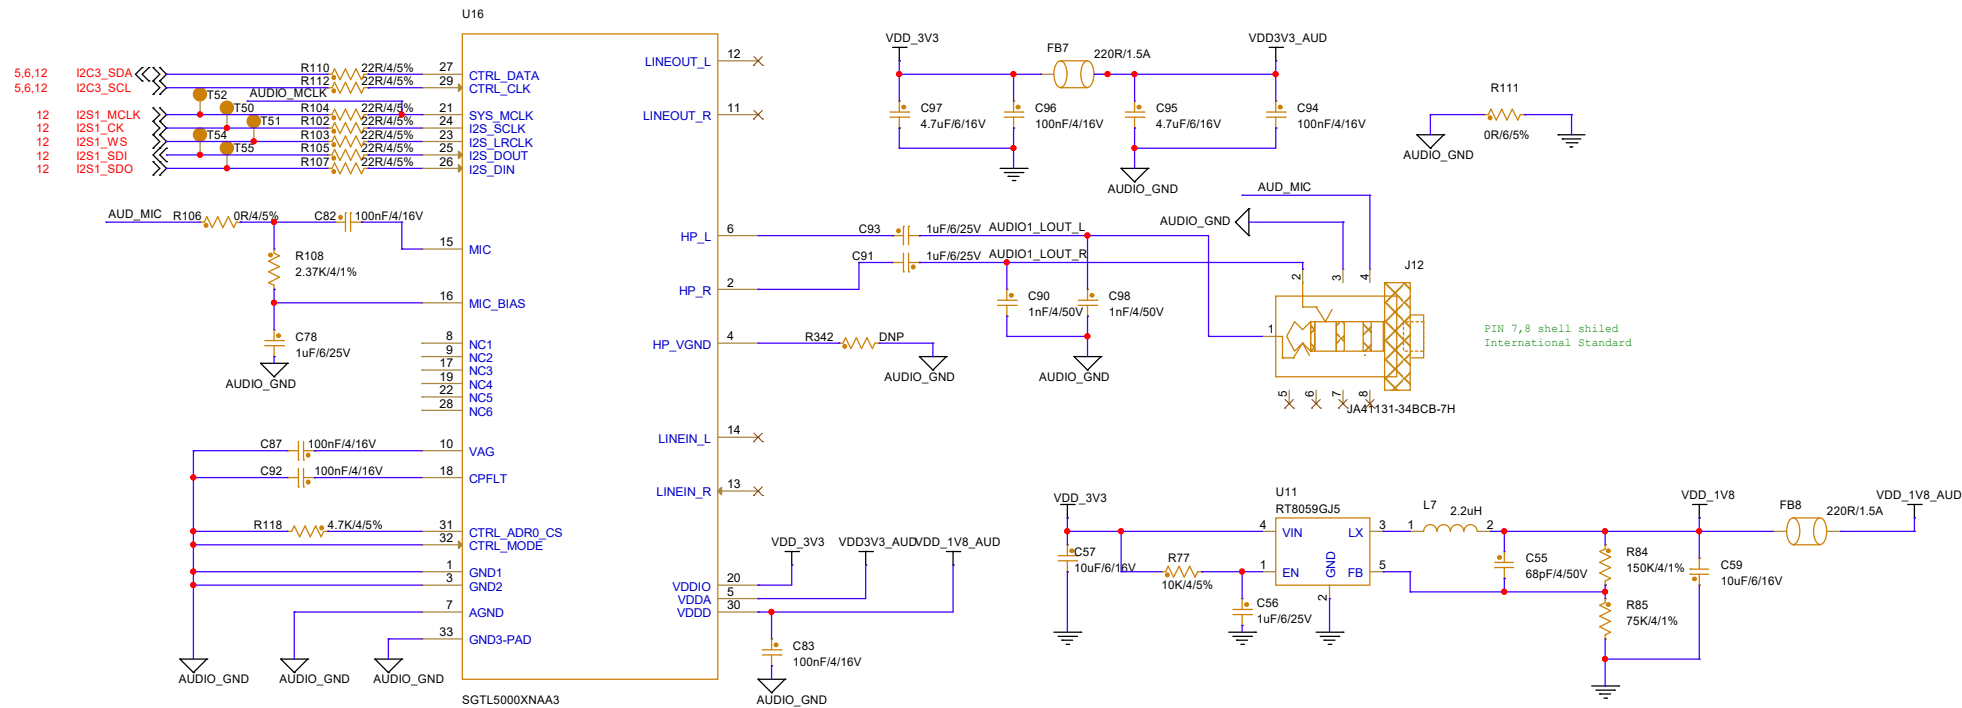 U16
SGTL5000XNAA3
5,6,12 I2C3_SDA
5,6,12 I2C3_SCL
12 I2S1_MCLK
12 I2S1_CK
12 I2S1_WS
12 I2S1_SDI
12 I2S1_SDO
T52
T50
T51
T54
T55
AUDIO_MCLK
R110 22R/4/5% 27 CTRL_DATA
R112 22R/4/5% 29 CTRL_CLK
R104 22R/4/5% 21 SYS_MCLK
R102 22R/4/5% 24 I2S_SCLK
R103 22R/4/5% 23 I2S_LRCLK
R105 22R/4/5% 25 I2S_DOUT
R107 22R/4/5% 26 I2S_DIN
AUD_MIC R106 0R/4/5% C82 100nF/4/16V
15 MIC
R108
2.37K/4/1%
16 MIC_BIAS
C78
1uF/6/25V
AUDIO_GND
8 NC1
9 NC2
17 NC3
19 NC4
22 NC5
28 NC6
C87 100nF/4/16V 10 VAG
C92 100nF/4/16V 18 CPFLT
R118 4.7K/4/5% 31 CTRL_ADR0_CS
32 CTRL_MODE
1 GND1
3 GND2
7 AGND
33 GND3-PAD
AUDIO_GND
AUDIO_GND
AUDIO_GND
LINEOUT_L 12
LINEOUT_R 11
HP_L 6
HP_R 2
HP_VGND 4
LINEIN_L 14
LINEIN_R 13
VDDIO 20
VDDA 5
VDDD 30
VDD_3V3
VDD3V3_AUD
VDD_1V8_AUD
C83
100nF/4/16V
AUDIO_GND
R342 DNP
AUDIO_GND
C93 1uF/6/25V AUDIO1_LOUT_L
C91 1uF/6/25V AUDIO1_LOUT_R
C90
1nF/4/50V
C98
1nF/4/50V
AUDIO_GND
VDD_3V3
FB7
220R/1.5A
VDD3V3_AUD
C97
4.7uF/6/16V
C96
100nF/4/16V
C95
4.7uF/6/16V
C94
100nF/4/16V
AUDIO_GND
R111
0R/6/5%
AUDIO_GND
AUD_MIC
AUDIO_GND
J12
2
3
4
1
5
6
7
8
JA41131-34BCB-7H
PIN 7,8 shell shiled
International Standard
VDD_3V3
U11
RT8059GJ5
4 VIN
LX 3
1 EN
GND
2
FB 5
C57
10uF/6/16V
R77
10K/4/5%
C56
1uF/6/25V
L7
1 2.2uH 2
C55
68pF/4/50V
R84
150K/4/1%
R85
75K/4/1%
VDD_1V8
C59
10uF/6/16V
FB8
220R/1.5A
VDD_1V8_AUD